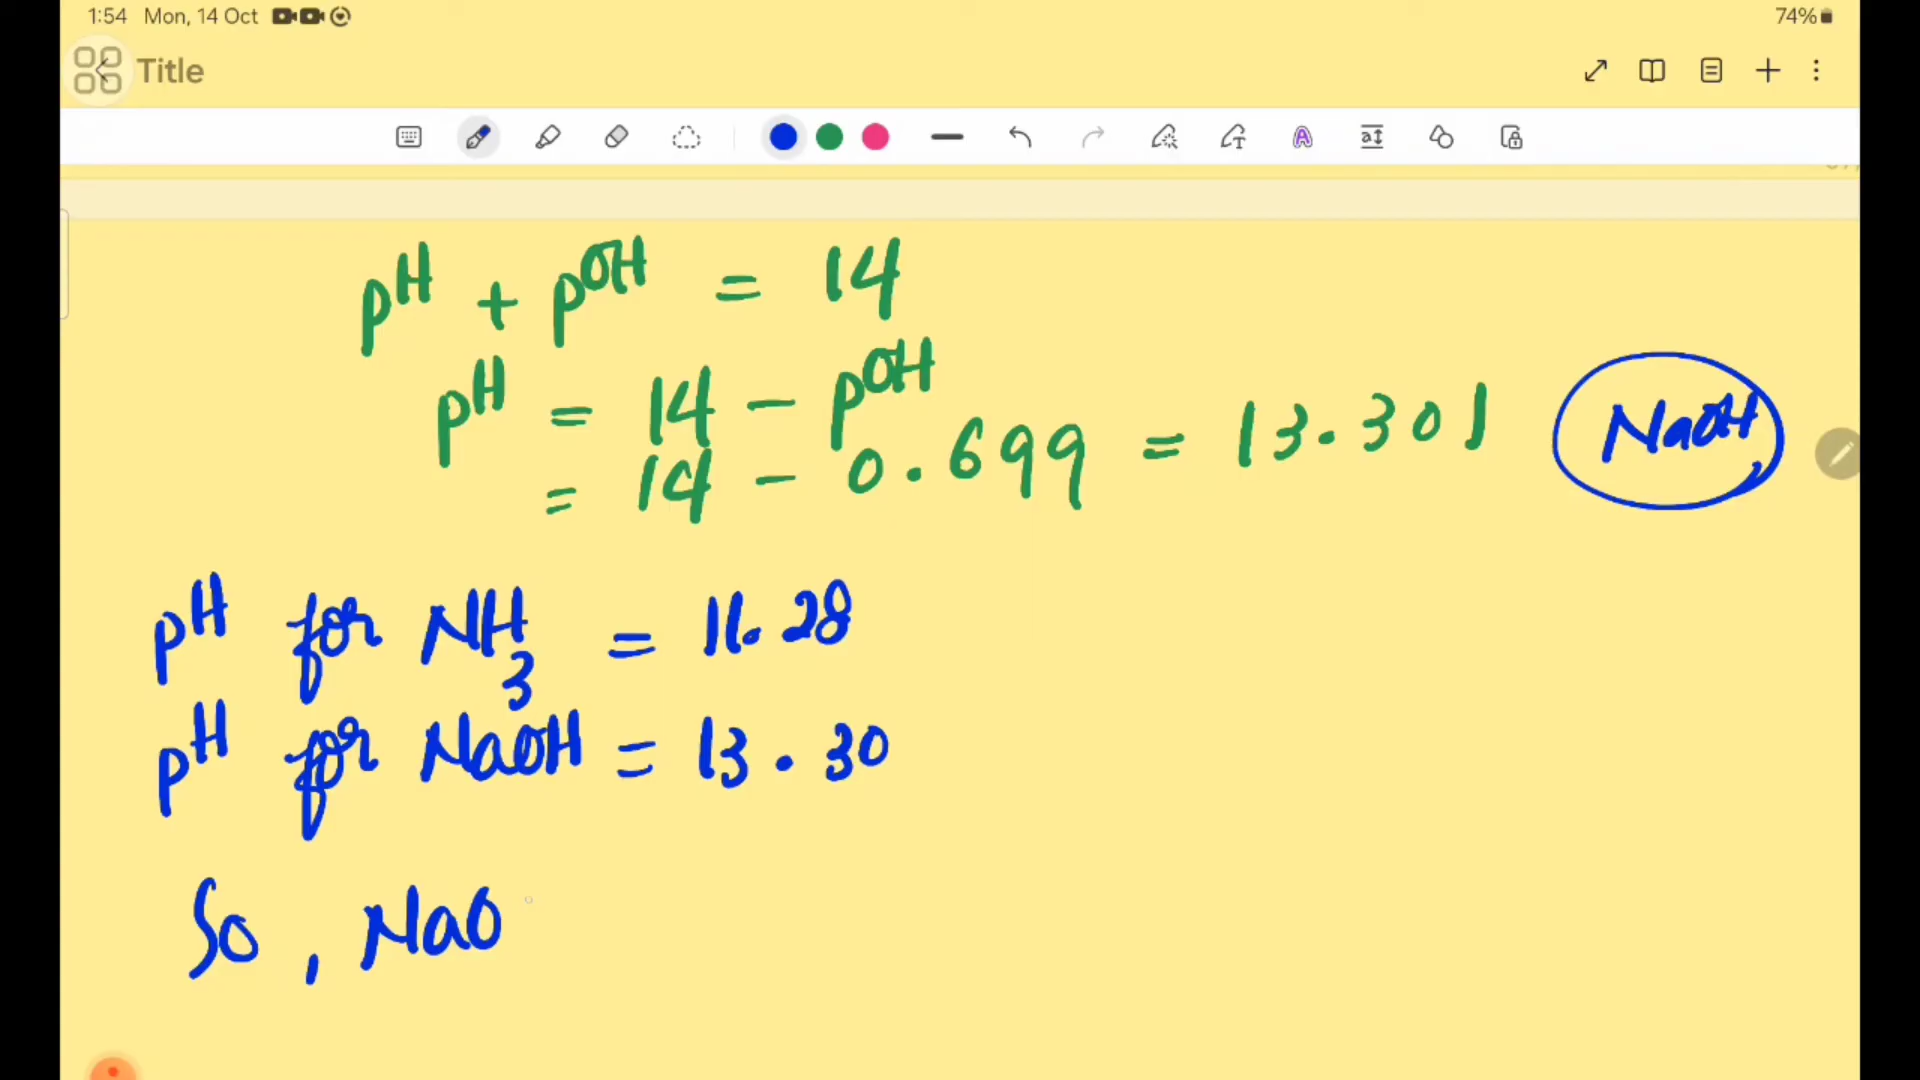 1:54 Mon, 14 Oct 74%
Title
pH + pOH = 14
pH = 14 - pOH
= 14 - 0.699 = 13.301 NaOH
pH for NH3 = 11.28
pH for NaOH = 13.30
So, NaO